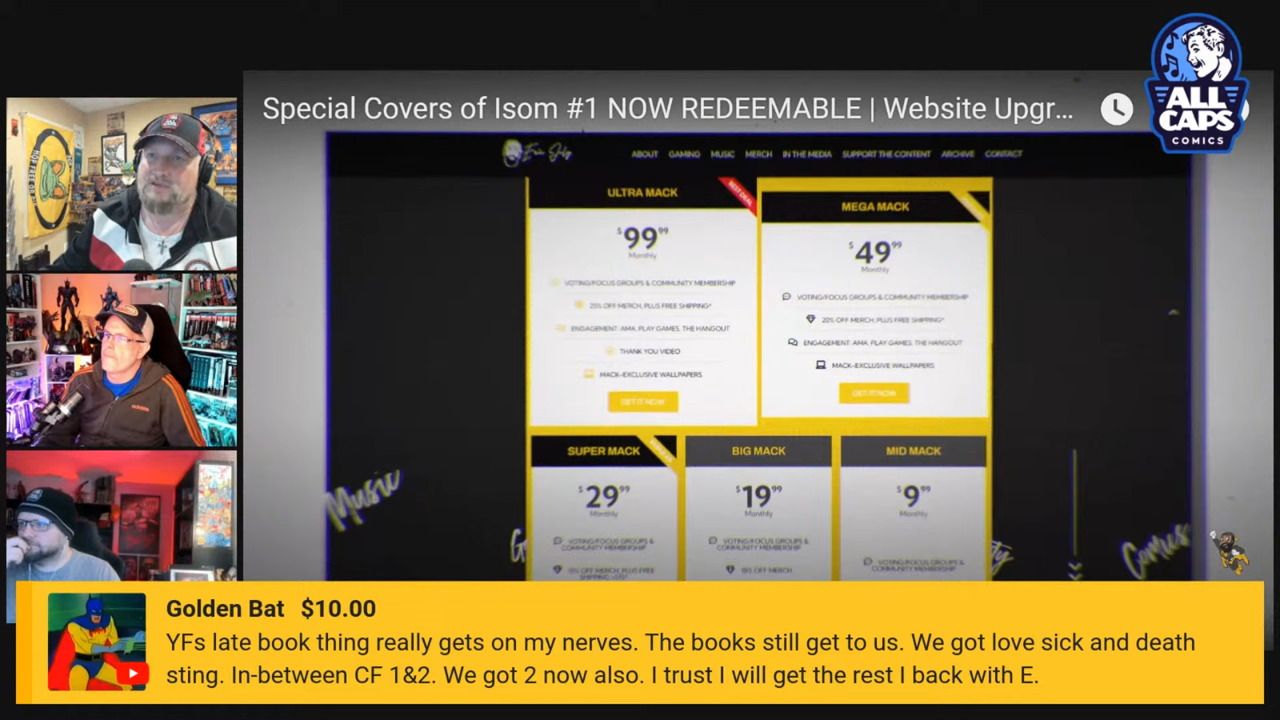 Special Covers of Isom #1 NOW REDEEMABLE | Website Upgr...
ALL
CAPS
COMICS
ABOUT GAMING MUSIC MERCH IN THE MEDIA SUPPORT THE CONTENT ARCHIVE CONTACT
ULTRA MACK
BEST DEAL
$99.99
Monthly
VOTING/FOCUS GROUPS & COMMUNITY MEMBERSHIP
25% OFF MERCH, PLUS FREE SHIPPING*
ENGAGEMENT: AMA, PLAY GAMES, THE HANGOUT
THANK YOU VIDEO
MACK-EXCLUSIVE WALLPAPERS
GET IT NOW
MEGA MACK
$49.99
Monthly
VOTING/FOCUS GROUPS & COMMUNITY MEMBERSHIP
20% OFF MERCH, PLUS FREE SHIPPING*
ENGAGEMENT: AMA, PLAY GAMES, THE HANGOUT
MACK-EXCLUSIVE WALLPAPERS
GET IT NOW
SUPER MACK
$29.99
Monthly
VOTING/FOCUS GROUPS &
COMMUNITY MEMBERSHIP
BIG MACK
$19.99
Monthly
VOTING/FOCUS GROUPS &
COMMUNITY MEMBERSHIP
MID MACK
$9.99
Monthly
VOTING/FOCUS GROUPS &
COMMUNITY MEMBERSHIP
Music
Comics
Golden Bat $10.00
YFs late book thing really gets on my nerves. The books still get to us. We got love sick and death
sting. In-between CF 1&2. We got 2 now also. I trust I will get the rest I back with E.